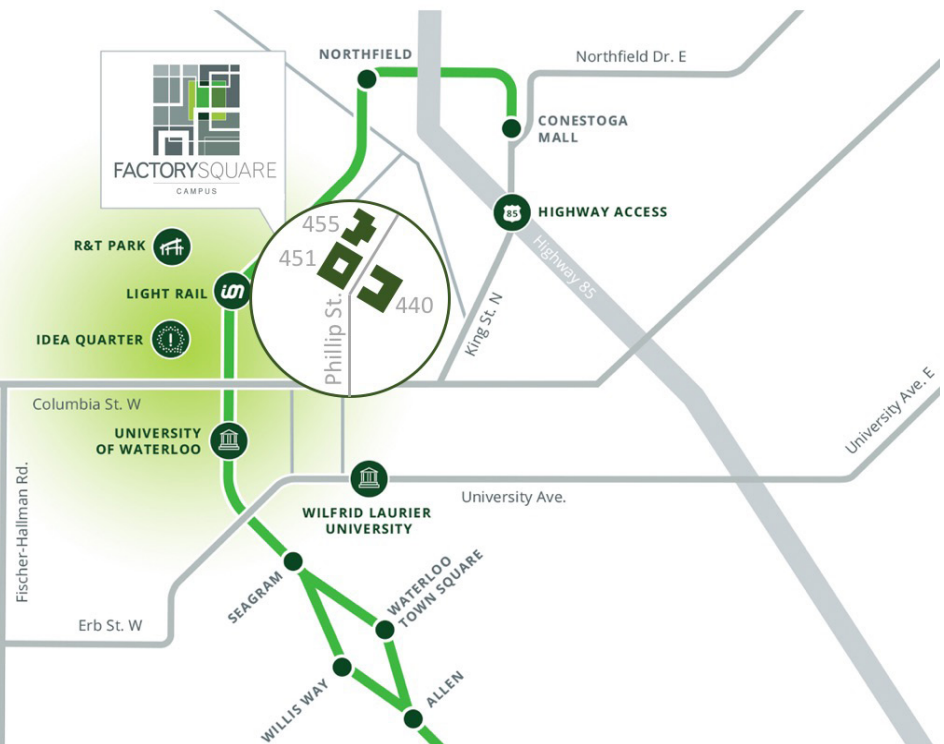 NORTHFIELD
Northfield Dr. E
CONESTOGA
MALL
FACTORYSQUARE
CAMPUS
85
HIGHWAY ACCESS
R&T PARK
455
451
440
LIGHT RAIL
ion
Highway 85
King St. N
Phillip St.
IDEA QUARTER
!
Columbia St. W
University Ave. E
UNIVERSITY
OF WATERLOO
Fischer-Hallman Rd.
University Ave.
WILFRID LAURIER
UNIVERSITY
SEAGRAM
WATERLOO
TOWN SQUARE
Erb St. W
WILLIS WAY
ALLEN